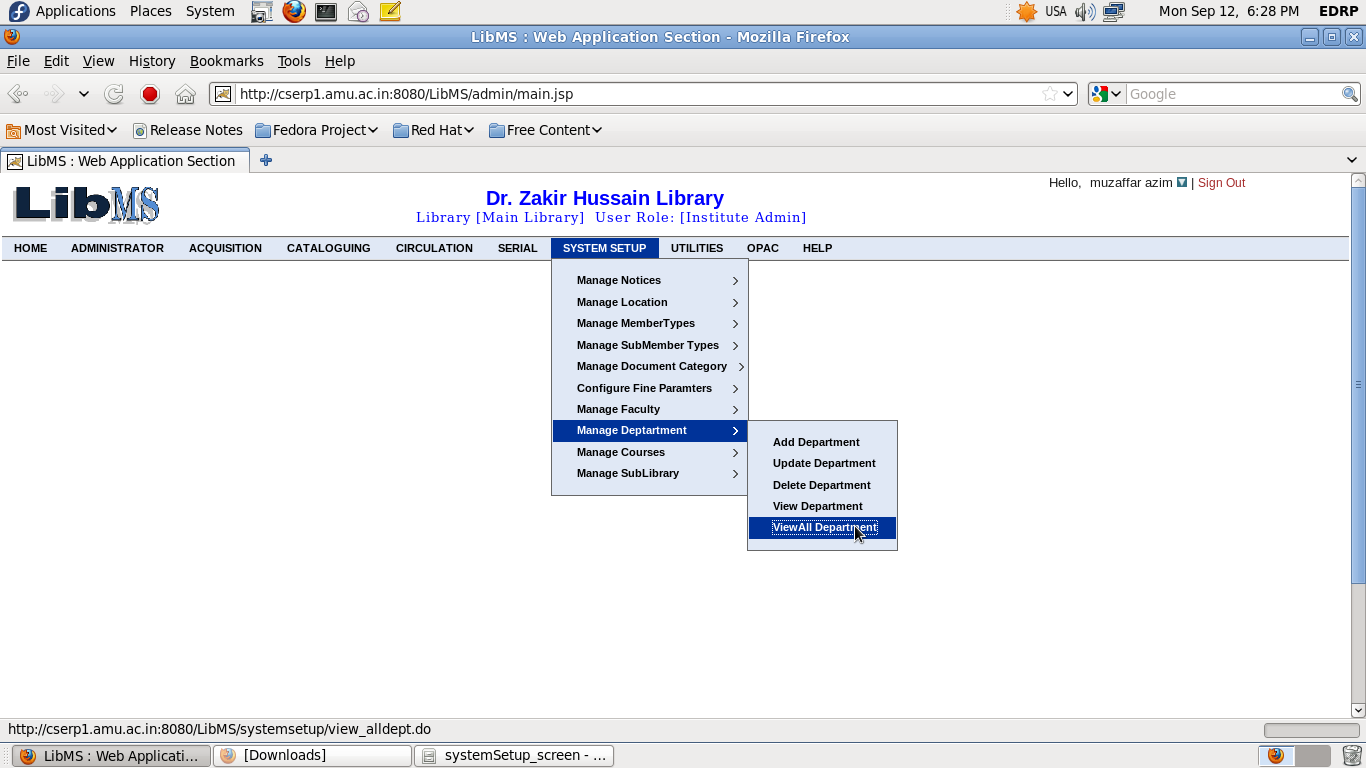 Applications Places System USA Mon Sep 12, 6:28 PM EDRP
LibMS : Web Application Section - Mozilla Firefox
File Edit View History Bookmarks Tools Help
http://cserp1.amu.ac.in:8080/LibMS/admin/main.jsp Google
Most Visited Release Notes Fedora Project Red Hat Free Content
LibMS : Web Application Section
Hello, muzaffar azim | Sign Out
LibMS
Dr. Zakir Hussain Library
Library [Main Library] User Role: [Institute Admin]
HOME ADMINISTRATOR ACQUISITION CATALOGUING CIRCULATION SERIAL SYSTEM SETUP UTILITIES OPAC HELP
Manage Notices
Manage Location
Manage MemberTypes
Manage SubMember Types
Manage Document Category
Configure Fine Paramters
Manage Faculty
Manage Deptartment
Manage Courses
Manage SubLibrary
Add Department
Update Department
Delete Department
View Department
ViewAll Department
http://cserp1.amu.ac.in:8080/LibMS/systemsetup/view_alldept.do
LibMS : Web Applicati... [Downloads] systemSetup_screen - ...